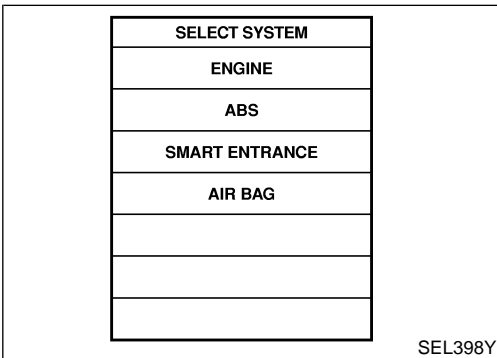 SELECT SYSTEM
ENGINE
ABS
SMART ENTRANCE
AIR BAG
SEL398Y